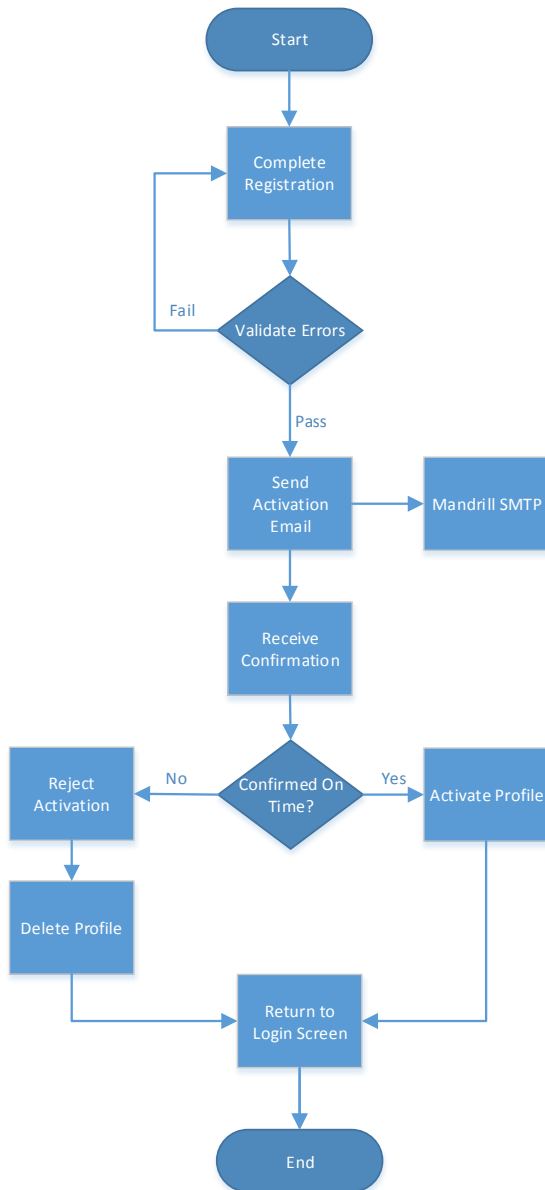 Start
Complete
Registration
Fail
Validate Errors
Pass
Send
Activation
Email
Mandrill SMTP
Receive
Confirmation
Reject
Activation
No
Confirmed On
Time?
Yes
Activate Profile
Delete Profile
Return to
Login Screen
End